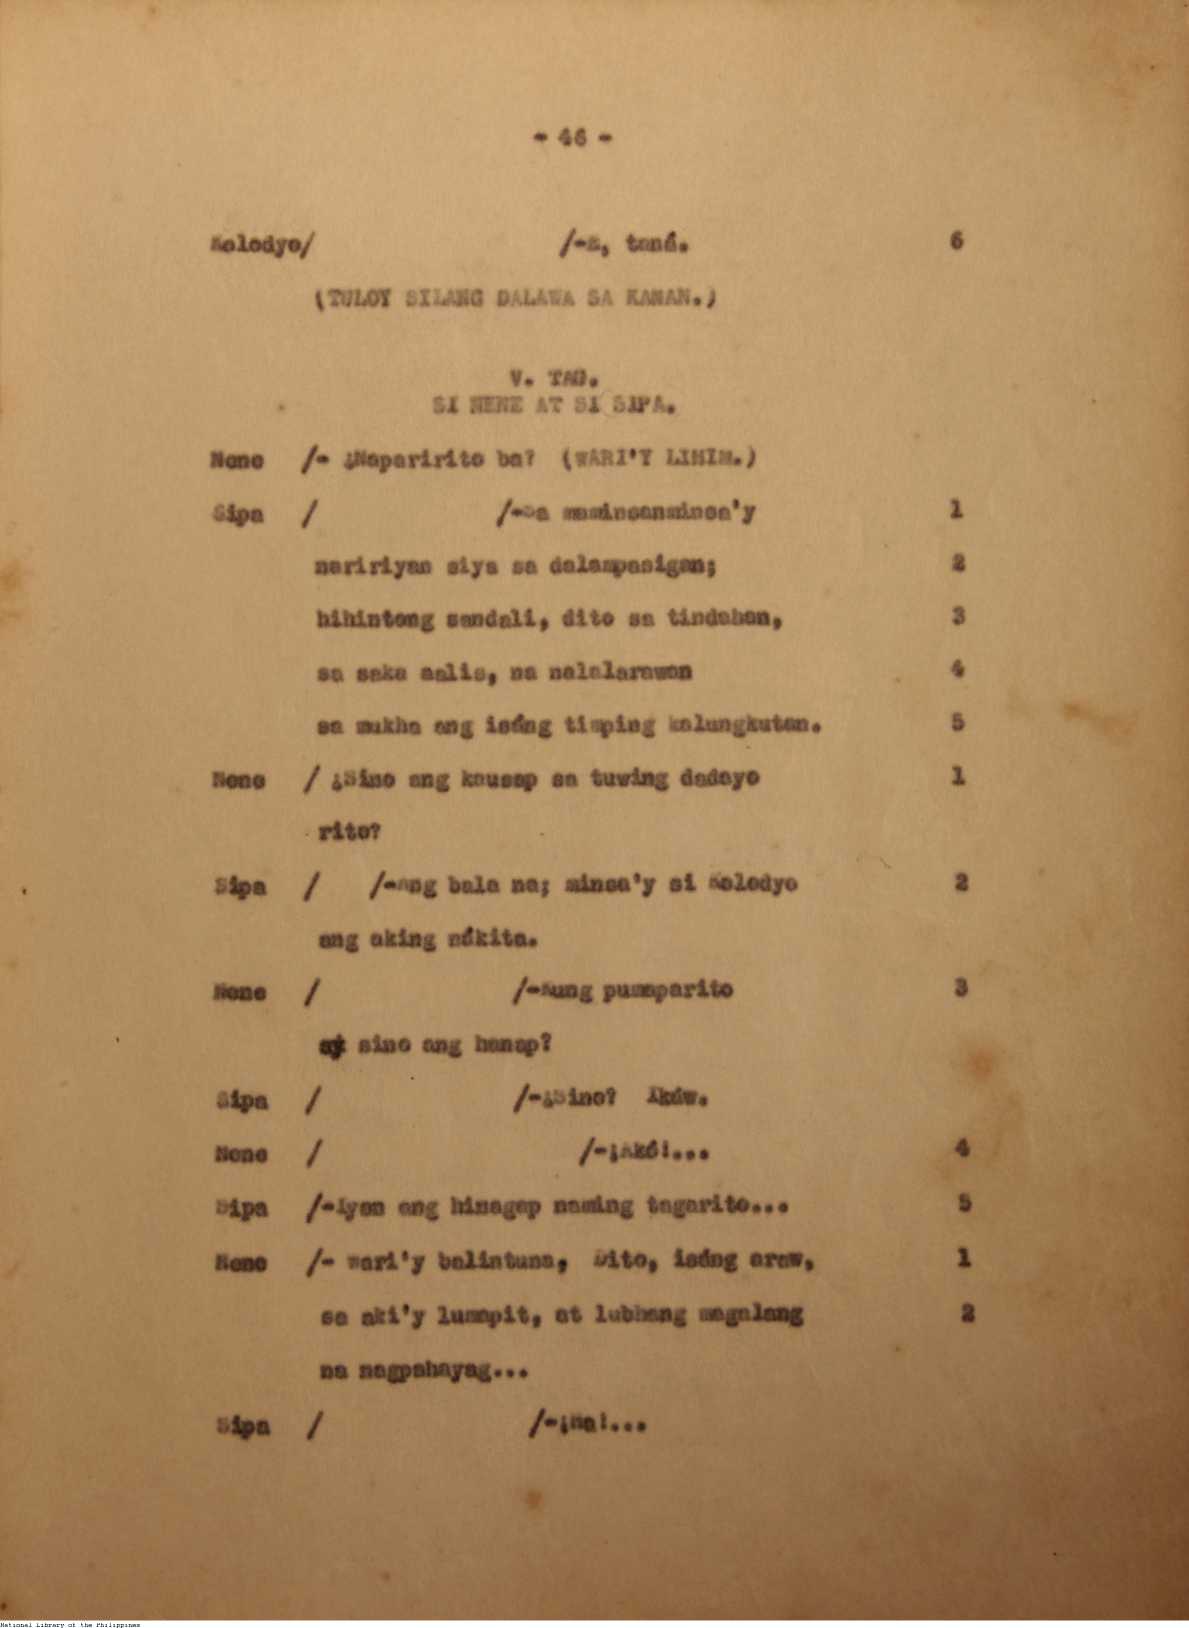 - 46 -
Kolodyo/ /-E, taná. 6
(TULOY SILANG DALAWA SA KANAN.)
V. TAG.
SI NENE AT SI SIPA.
Nene /- ¿Naparirito ba? (WARI'Y LIHIM.)
Sipa / /-Sa maminsanminsa'y 1
naririyan siya sa dalampasigan; 2
hihintong sandali, dito sa tindahan, 3
sa saka aalis, na nalalarawan 4
sa mukha ang isáng timping kalungkutan. 5
Nene / ¿Sino ang kausap sa tuwing dadayo 1
rito?
Sipa / /-Ang bala na; minsa'y si Kolodyo 2
ang aking nákita.
Nene / /-Kung pumaparito 3
ay sino ang hanap?
Sipa / /-¿Sino? Ikáw.
Nene / /-¡Akó!... 4
Sipa /-Iyan ang hinagap naming tagarito... 5
Nene /- Wari'y balintuna, Dito, isáng araw, 1
sa aki'y lumapit, at lubhang magalang 2
na nagpahayag...
Sipa / /-¡Na!...
National Library of the Philippines